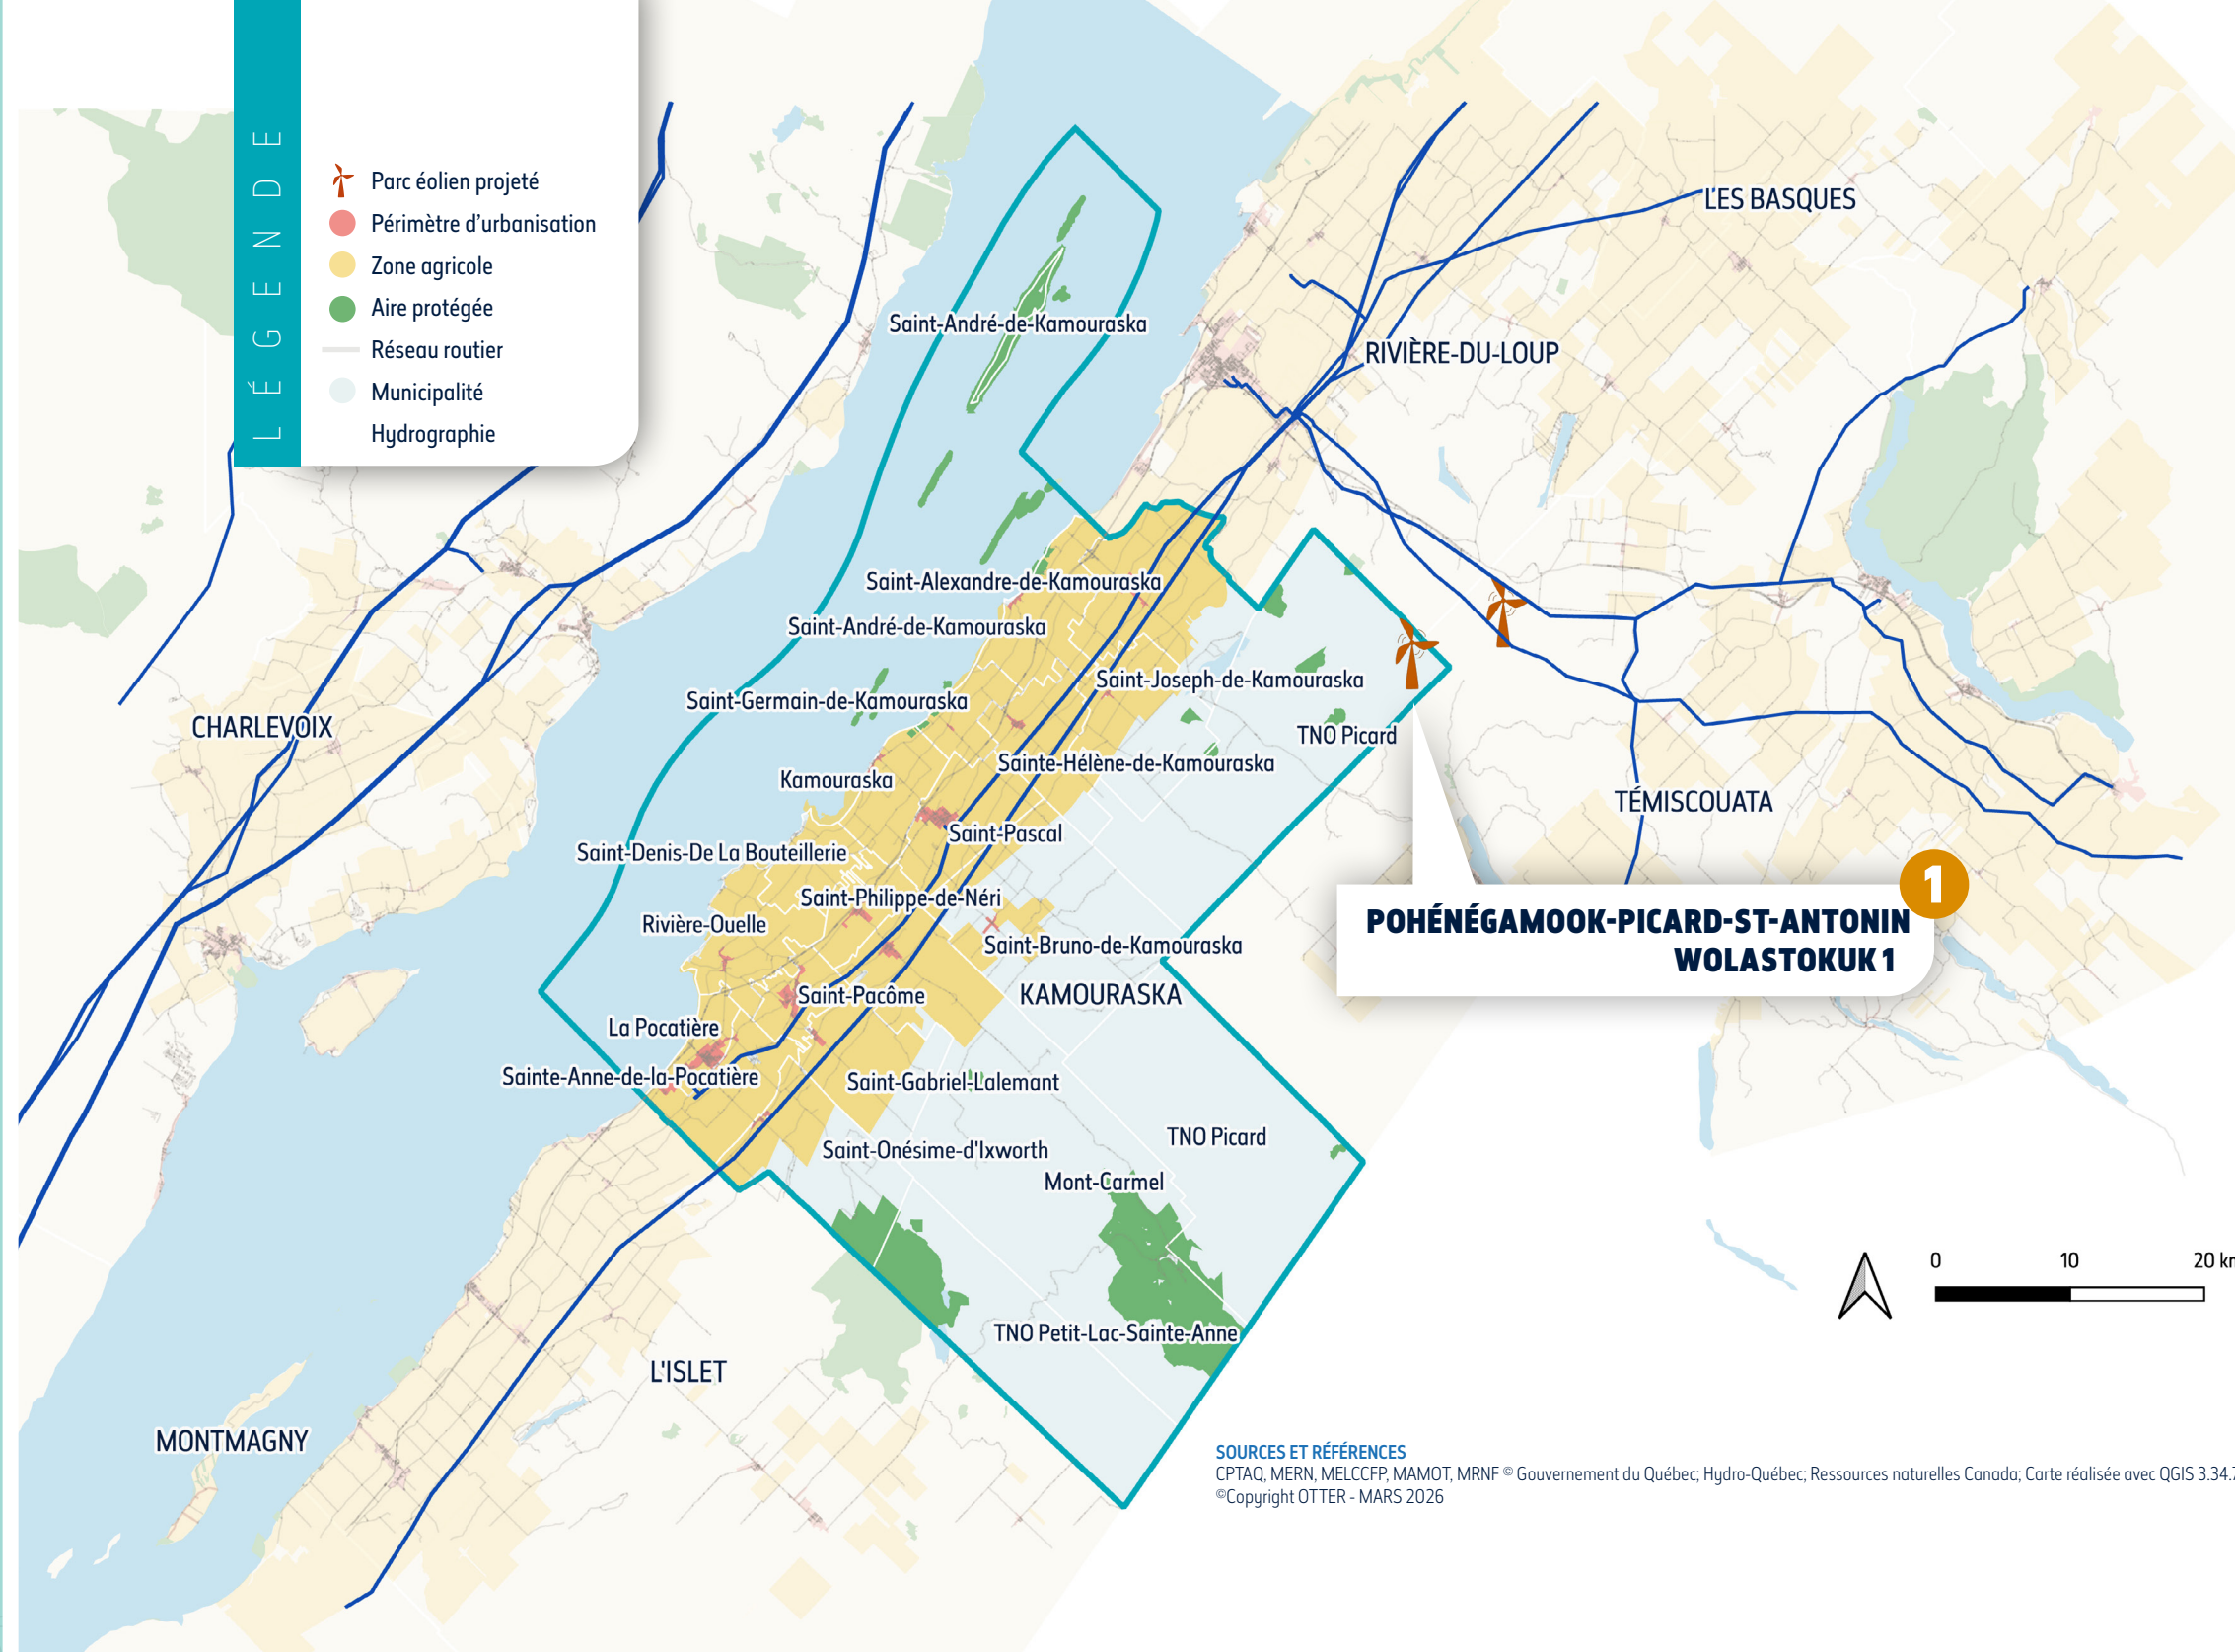 LÉGENDE
Parc éolien projeté
Périmètre d'urbanisation
Zone agricole
Aire protégée
Réseau routier
Municipalité
Hydrographie
LES BASQUES
Saint-André-de-Kamouraska
RIVIÈRE-DU-LOUP
Saint-Alexandre-de-Kamouraska
Saint-André-de-Kamouraska
Saint-Joseph-de-Kamouraska
Saint-Germain-de-Kamouraska
CHARLEVOIX
TNO Picard
Sainte-Hélène-de-Kamouraska
Kamouraska
TÉMISCOUATA
Saint-Pascal
Saint-Denis-De La Bouteillerie
1
Saint-Philippe-de-Néri
POHÉNÉGAMOOK-PICARD-ST-ANTONIN
WOLASTOKUK 1
Rivière-Ouelle
Saint-Bruno-de-Kamouraska
KAMOURASKA
Saint-Pacôme
La Pocatière
Sainte-Anne-de-la-Pocatière
Saint-Gabriel-Lalemant
TNO Picard
Saint-Onésime-d'Ixworth
Mont-Carmel
0 10 20 km
TNO Petit-Lac-Sainte-Anne
L'ISLET
MONTMAGNY
SOURCES ET RÉFÉRENCES
CPTAQ, MERN, MELCCFP, MAMOT, MRNF © Gouvernement du Québec; Hydro-Québec; Ressources naturelles Canada; Carte réalisée avec QGIS 3.34.
©Copyright OTTER - MARS 2026